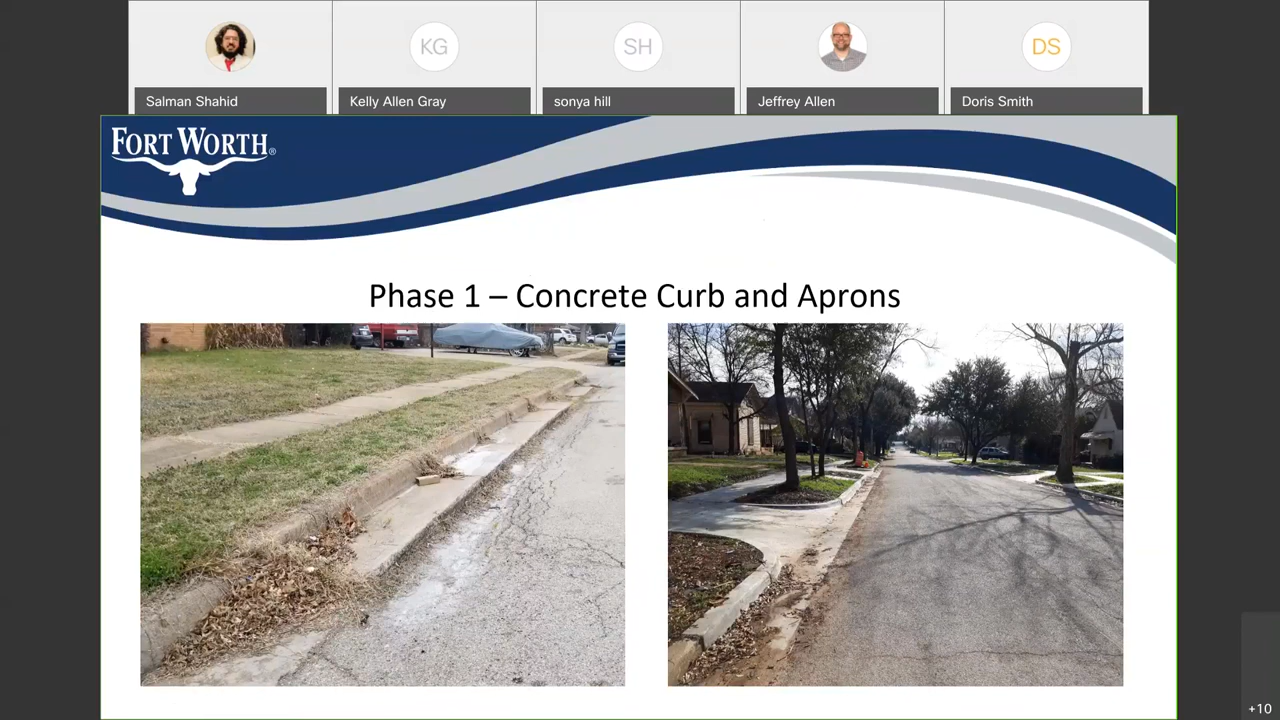 KG
SH
DS
Salman Shahid
Kelly Allen Gray
sonya hill
Jeffrey Allen
Doris Smith
FORT WORTH®
Phase 1 – Concrete Curb and Aprons
+10